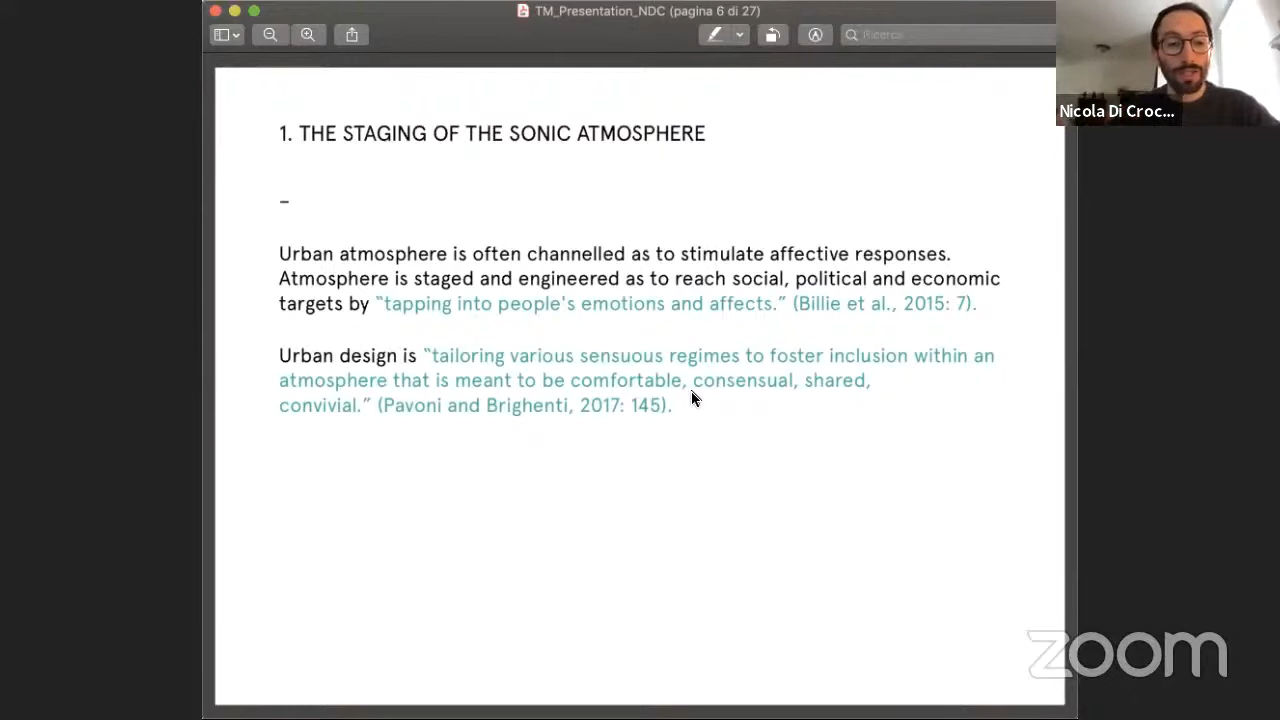 TM_Presentation_NDC (pagina 6 di 27)
Ricerca
Nicola Di Croc...
1. THE STAGING OF THE SONIC ATMOSPHERE
–
Urban atmosphere is often channelled as to stimulate affective responses.
Atmosphere is staged and engineered as to reach social, political and economic
targets by “tapping into people's emotions and affects.” (Billie et al., 2015: 7).
Urban design is “tailoring various sensuous regimes to foster inclusion within an
atmosphere that is meant to be comfortable, consensual, shared,
convivial.” (Pavoni and Brighenti, 2017: 145).
zoom